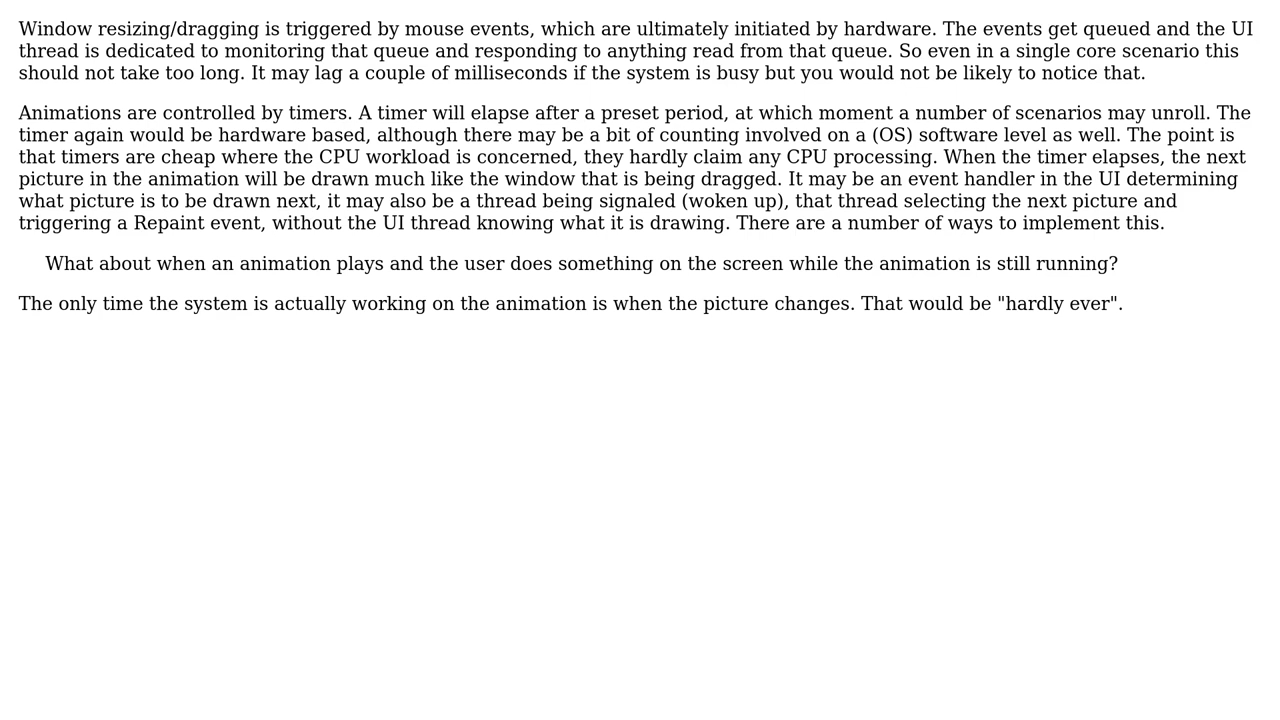 Window resizing/dragging is triggered by mouse events, which are ultimately initiated by hardware. The events get queued and the UI
thread is dedicated to monitoring that queue and responding to anything read from that queue. So even in a single core scenario this
should not take too long. It may lag a couple of milliseconds if the system is busy but you would not be likely to notice that.
Animations are controlled by timers. A timer will elapse after a preset period, at which moment a number of scenarios may unroll. The
timer again would be hardware based, although there may be a bit of counting involved on a (OS) software level as well. The point is
that timers are cheap where the CPU workload is concerned, they hardly claim any CPU processing. When the timer elapses, the next
picture in the animation will be drawn much like the window that is being dragged. It may be an event handler in the UI determining
what picture is to be drawn next, it may also be a thread being signaled (woken up), that thread selecting the next picture and
triggering a Repaint event, without the UI thread knowing what it is drawing. There are a number of ways to implement this.
What about when an animation plays and the user does something on the screen while the animation is still running?
The only time the system is actually working on the animation is when the picture changes. That would be "hardly ever".